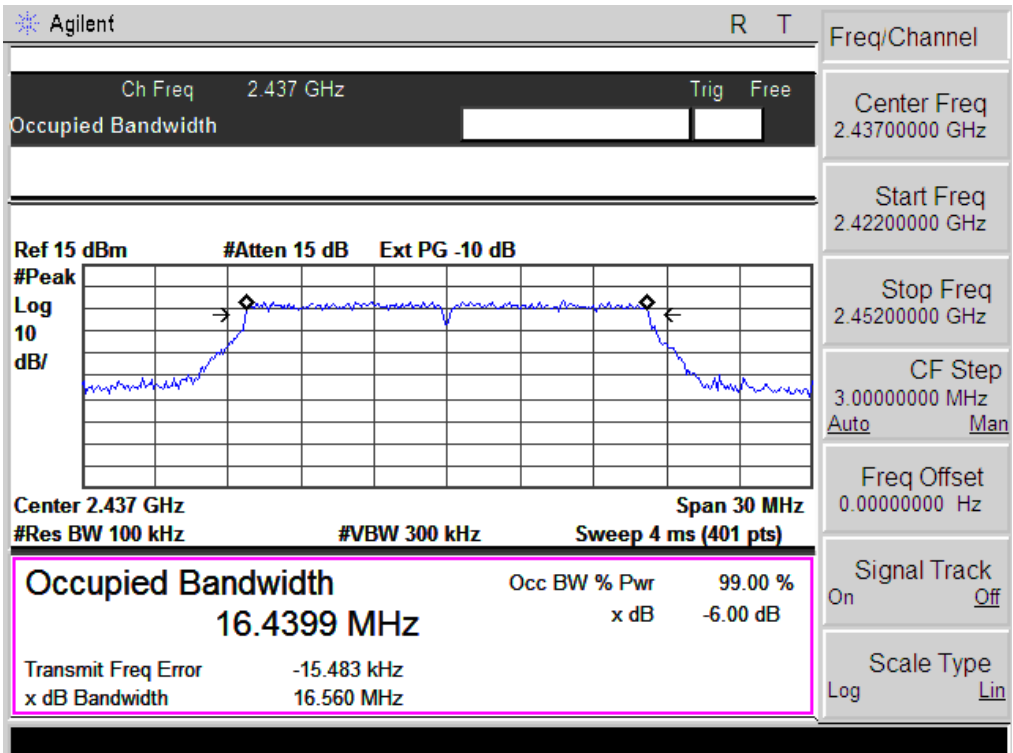 Agilent R T
Freq/Channel
Ch Freq 2.437 GHz Trig Free
Occupied Bandwidth
Center Freq
2.43700000 GHz
Start Freq
2.42200000 GHz
Stop Freq
2.45200000 GHz
CF Step
3.00000000 MHz
Auto Man
Freq Offset
0.00000000 Hz
Signal Track
On Off
Scale Type
Log Lin
Ref 15 dBm #Atten 15 dB Ext PG -10 dB
#Peak
Log
10
dB/
Center 2.437 GHz Span 30 MHz
#Res BW 100 kHz #VBW 300 kHz Sweep 4 ms (401 pts)
Occupied Bandwidth Occ BW % Pwr 99.00 %
16.4399 MHz x dB -6.00 dB
Transmit Freq Error -15.483 kHz
x dB Bandwidth 16.560 MHz